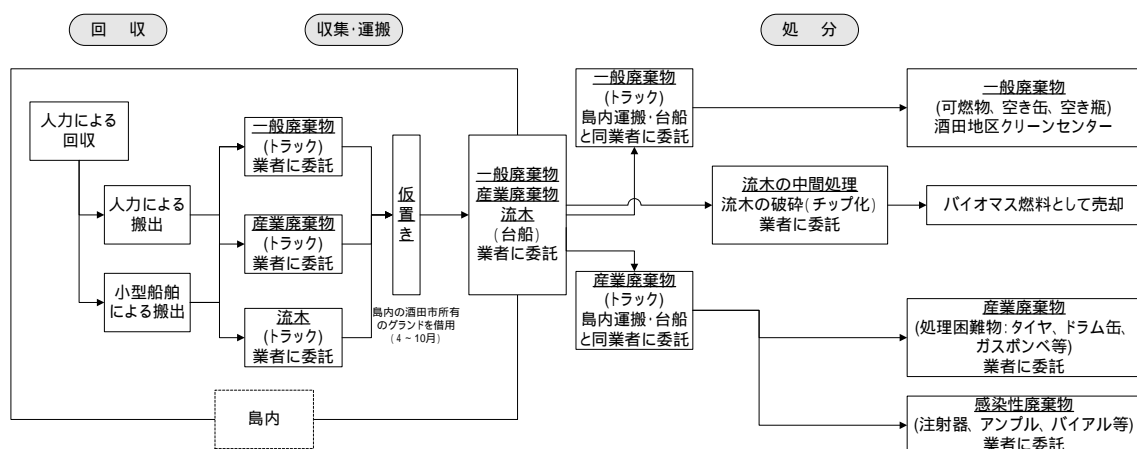 回 収
収集・運搬
処 分
人力による
回収
人力による
搬出
小型船舶
による搬出
一般廃棄物
(トラック)
業者に委託
産業廃棄物
(トラック)
業者に委託
流木
(トラック)
業者に委託
仮置き
島内の酒田市所有
のグランドを借用
(4~10月)
島内
一般廃棄物
産業廃棄物
流木
(台船)
業者に委託
一般廃棄物
(トラック)
島内運搬・台船
と同業者に委託
産業廃棄物
(トラック)
島内運搬・台船
と同業者に委託
流木の中間処理
流木の破砕(チップ化)
業者に委託
一般廃棄物
(可燃物、空き缶、空き瓶)
酒田地区クリーンセンター
バイオマス燃料として売却
産業廃棄物
(処理困難物:タイヤ、ドラム缶、
ガスボンベ等)
業者に委託
感染性廃棄物
(注射器、アンプル、バイアル等)
業者に委託